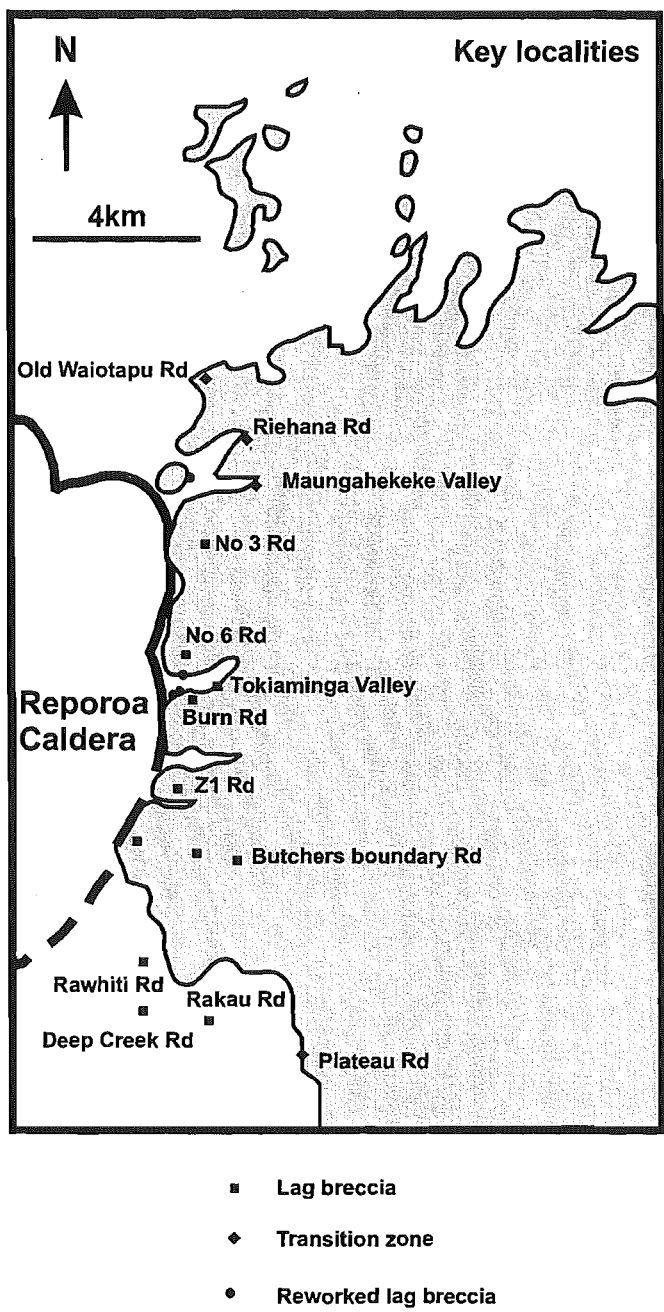 N
Key localities
4km
Old Waiotapu Rd
Riehana Rd
Maungahekeke Valley
No 3 Rd
No 6 Rd
Tokiaminga Valley
Reporoa
Caldera
Burn Rd
Z1 Rd
Butchers boundary Rd
Rawhiti Rd
Rakau Rd
Deep Creek Rd
Plateau Rd
Lag breccia
Transition zone
Reworked lag breccia